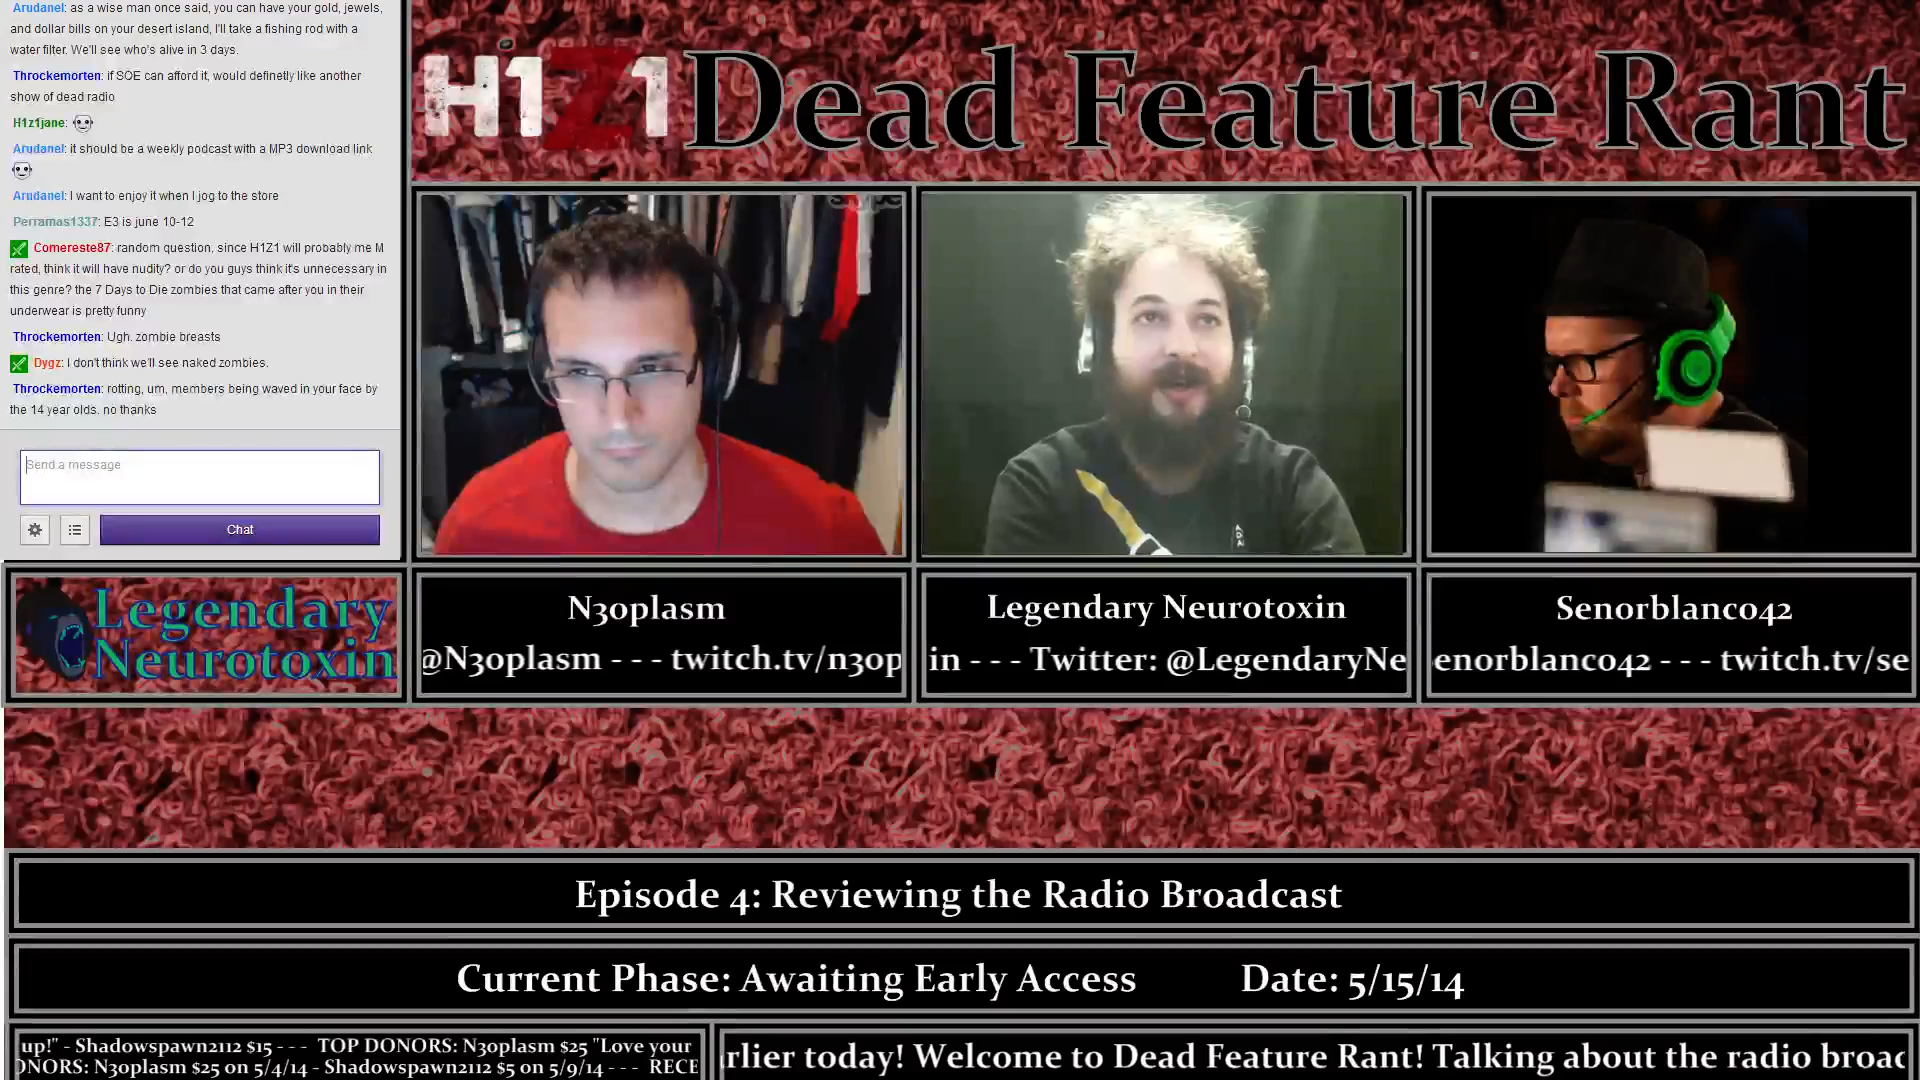 Arudanel: as a wise man once said, you can have your gold, jewels,
and dollar bills on your desert island, I'll take a fishing rod with a
water filter. We'll see who's alive in 3 days.
Throckemorten: if SOE can afford it, would definetly like another
show of dead radio
H1z1jane:
Arudanel: it should be a weekly podcast with a MP3 download link
Arudanel: I want to enjoy it when I jog to the store
Perramas1337: E3 is june 10-12
Comereste87: random question, since H1Z1 will probably me M
rated, think it will have nudity? or do you guys think it's unnecessary in
this genre? the 7 Days to Die zombies that came after you in their
underwear is pretty funny
Throckemorten: Ugh. zombie breasts
Dygz: I don't think we'll see naked zombies.
Throckemorten: rotting, um, members being waved in your face by
the 14 year olds. no thanks
Send a message
Chat
H1Z1 Dead Feature Rant
Legendary
Neurotoxin
N3oplasm
@N3oplasm - - - twitch.tv/n3op
Legendary Neurotoxin
in - - - Twitter: @LegendaryNe
Senorblanco42
enorblanco42 - - - twitch.tv/se
Episode 4: Reviewing the Radio Broadcast
Current Phase: Awaiting Early Access Date: 5/15/14
up!" - Shadowspawn2112 $15 - - - TOP DONORS: N3oplasm $25 "Love your
ONORS: N3oplasm $25 on 5/4/14 - Shadowspawn2112 $5 on 5/9/14 - - - RECE
rlier today! Welcome to Dead Feature Rant! Talking about the radio broac